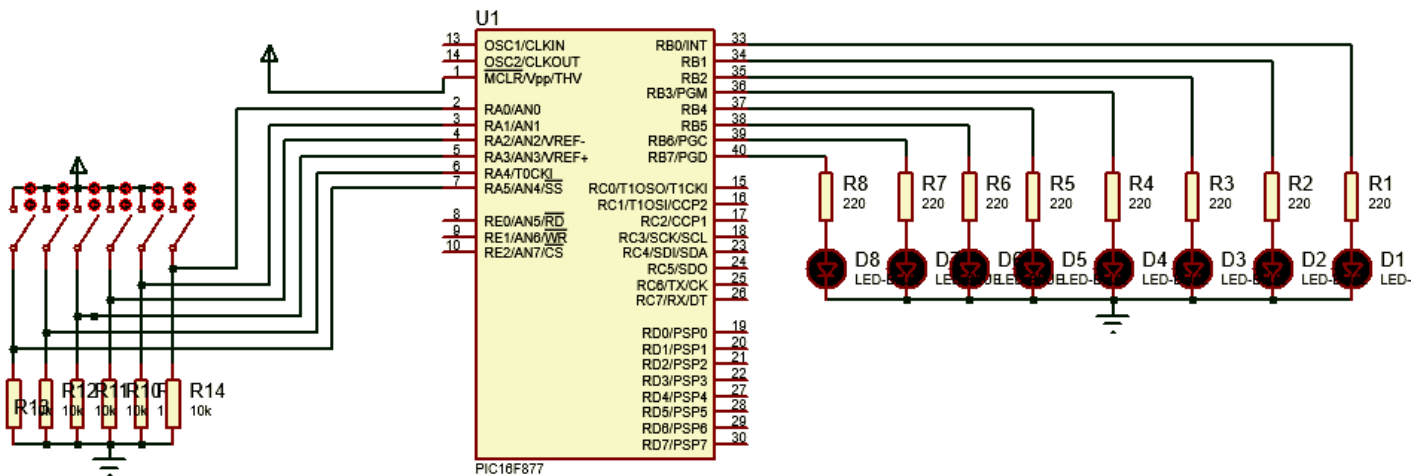 U1
13 OSC1/CLKIN
14 OSC2/CLKOUT
1 MCLR/Vpp/THV
2 RA0/AN0
3 RA1/AN1
4 RA2/AN2/VREF-
5 RA3/AN3/VREF+
6 RA4/T0CKI
7 RA5/AN4/SS
8 RE0/AN5/RD
9 RE1/AN6/WR
10 RE2/AN7/CS
RB0/INT 33
RB1 34
RB2 35
RB3/PGM 36
RB4 37
RB5 38
RB6/PGC 39
RB7/PGD 40
RC0/T1OSO/T1CKI 15
RC1/T1OSI/CCP2 16
RC2/CCP1 17
RC3/SCK/SCL 18
RC4/SDI/SDA 23
RC5/SDO 24
RC6/TX/CK 25
RC7/RX/DT 26
RD0/PSP0 19
RD1/PSP1 20
RD2/PSP2 21
RD3/PSP3 22
RD4/PSP4 27
RD5/PSP5 28
RD6/PSP6 29
RD7/PSP7 30
PIC16F877
R8 R7 R6 R5 R4 R3 R2 R1
220 220 220 220 220 220 220 220
D8 D5 D4 D3 D2 D1
R13 R12 R11 R10 R14
10k 10k 10k 10k